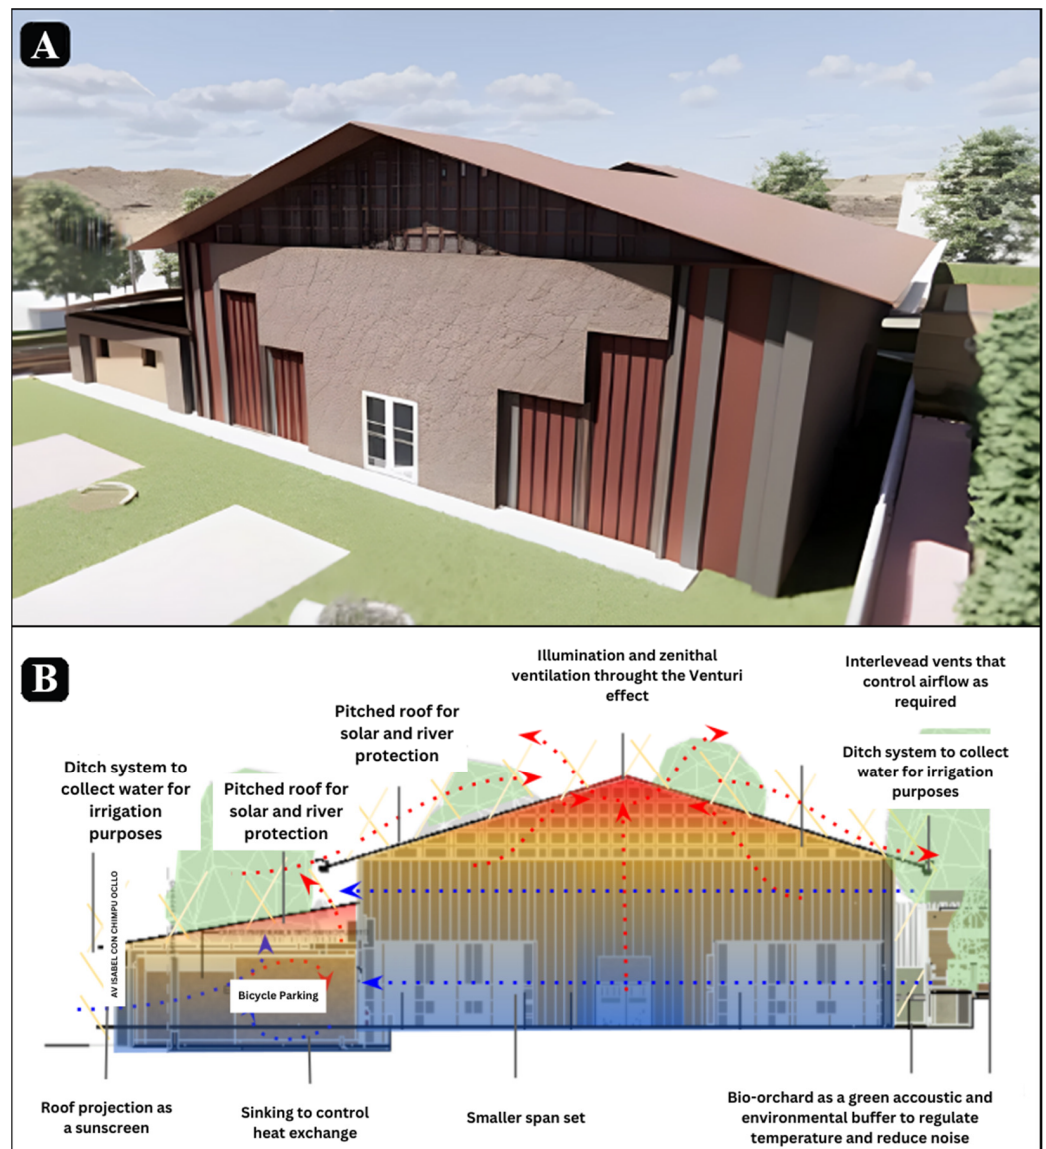 A
B
Illumination and zenithal
ventilation throught the Venturi
effect
Interlevead vents that
control airflow as
required
Pitched roof for
solar and river
protection
Ditch system to collect
water for irrigation
purposes
Ditch system to
collect water for
irrigation
purposes
Pitched roof for
solar and river
protection
AV ISABEL CON CHIMPU OCLLO
Bicycle Parking
Roof projection as
a sunscreen
Sinking to control
heat exchange
Smaller span set
Bio-orchard as a green accoustic and
environmental buffer to regulate
temperature and reduce noise